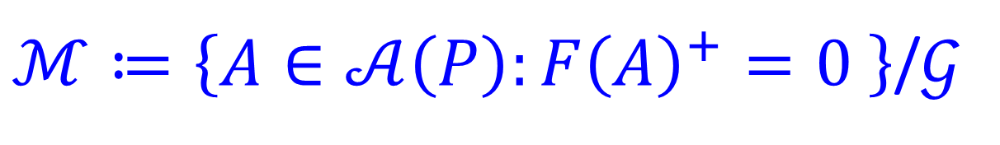 ℳ ≔ {A ∈ 𝒜(P): F(A)⁺ = 0 }/𝒢